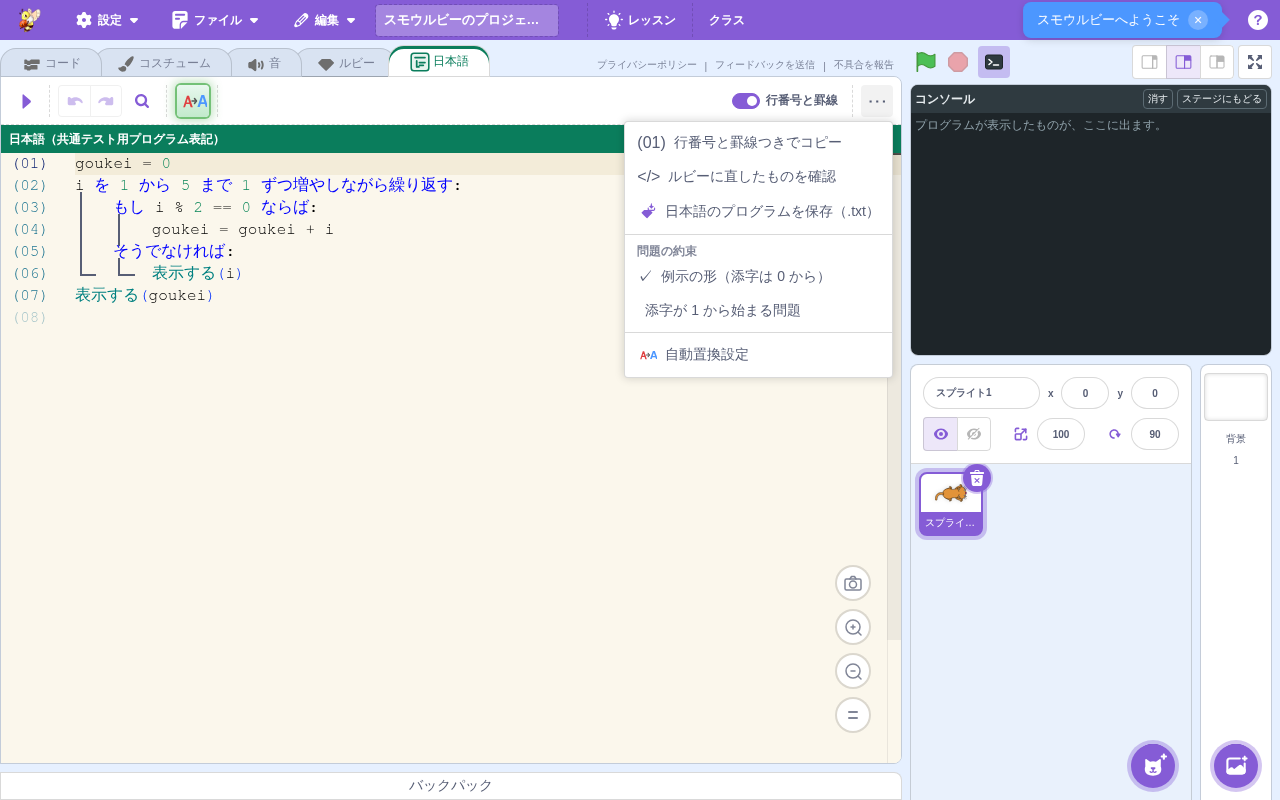 設定
ファイル
編集
スモウルビーのプロジェ…
レッスン
クラス
スモウルビーへようこそ
コード
コスチューム
音
ルビー
日本語
プライバシーポリシー | フィードバックを送信 | 不具合を報告
A→A
行番号と罫線
日本語（共通テスト用プログラム表記）
(01) goukei = 0
(02) i を 1 から 5 まで 1 ずつ増やしながら繰り返す:
(03) もし i % 2 == 0 ならば:
(04) goukei = goukei + i
(05) そうでなければ:
(06) 表示する(i)
(07) 表示する(goukei)
(08)
(01) 行番号と罫線つきでコピー
</> ルビーに直したものを確認
日本語のプログラムを保存（.txt）
問題の約束
✓ 例示の形（添字は 0 から）
添字が 1 から始まる問題
A→A 自動置換設定
コンソール
消す
ステージにもどる
プログラムが表示したものが、ここに出ます。
スプライト1
x 0
y 0
100
90
スプライ…
背景
1
バックパック